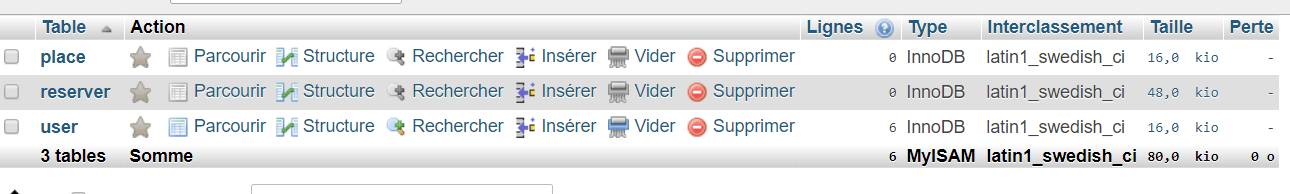 Table Action Lignes Type Interclassement Taille Perte
place Parcourir Structure Rechercher Insérer Vider Supprimer 0 InnoDB latin1_swedish_ci 16,0 kio -
reserver Parcourir Structure Rechercher Insérer Vider Supprimer 0 InnoDB latin1_swedish_ci 48,0 kio -
user Parcourir Structure Rechercher Insérer Vider Supprimer 6 InnoDB latin1_swedish_ci 16,0 kio -
3 tables Somme 6 MyISAM latin1_swedish_ci 80,0 kio 0 o